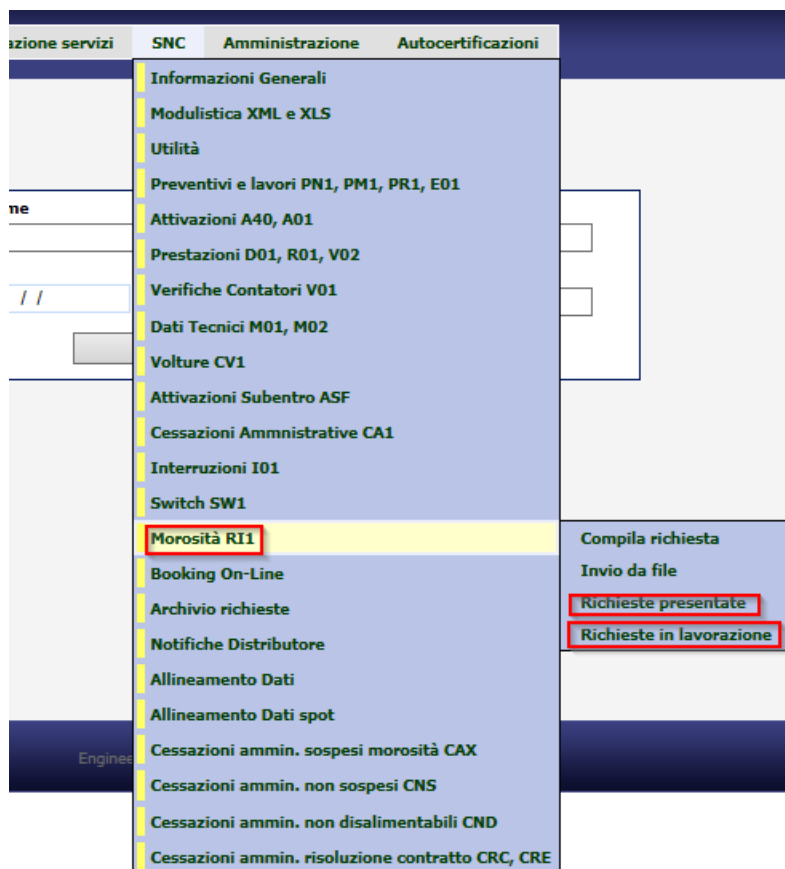 azione servizi SNC Amministrazione Autocertificazioni
Informazioni Generali
Modulistica XML e XLS
Utilità
Preventivi e lavori PN1, PM1, PR1, E01
me
Attivazioni A40, A01
Prestazioni D01, R01, V02
Verifiche Contatori V01
/ /
Dati Tecnici M01, M02
Volture CV1
Attivazioni Subentro ASF
Cessazioni Ammnistrative CA1
Interruzioni I01
Switch SW1
Morosità RI1
Compila richiesta
Booking On-Line
Invio da file
Archivio richieste
Richieste presentate
Notifiche Distributore
Richieste in lavorazione
Allineamento Dati
Allineamento Dati spot
Cessazioni ammin. sospesi morosità CAX
Enginee
Cessazioni ammin. non sospesi CNS
Cessazioni ammin. non disalimentabili CND
Cessazioni ammin. risoluzione contratto CRC, CRE